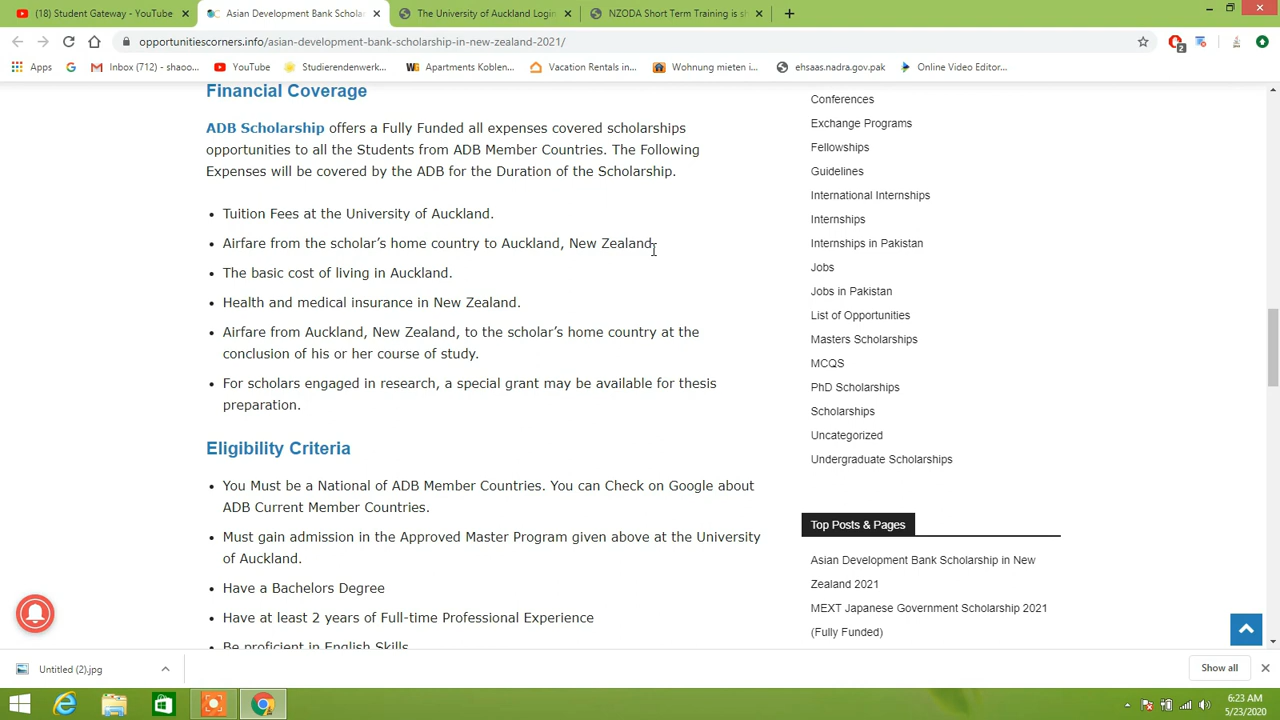 (18) Student Gateway - YouTube
Asian Development Bank Scholar
The University of Auckland Login
NZODA Short Term Training is s
opportunitiescorners.info/asian-development-bank-scholarship-in-new-zealand-2021/
2
Apps
Inbox (712) - shaoo...
YouTube
Studierendenwerk...
Apartments Koblen...
Vacation Rentals in...
Wohnung mieten i...
ehsaas.nadra.gov.pak
Online Video Editor...
Financial Coverage
ADB Scholarship offers a Fully Funded all expenses covered scholarships
opportunities to all the Students from ADB Member Countries. The Following
Expenses will be covered by the ADB for the Duration of the Scholarship.
• Tuition Fees at the University of Auckland.
• Airfare from the scholar’s home country to Auckland, New Zealand.
• The basic cost of living in Auckland.
• Health and medical insurance in New Zealand.
• Airfare from Auckland, New Zealand, to the scholar’s home country at the
conclusion of his or her course of study.
• For scholars engaged in research, a special grant may be available for thesis
preparation.
Eligibility Criteria
• You Must be a National of ADB Member Countries. You can Check on Google about
ADB Current Member Countries.
• Must gain admission in the Approved Master Program given above at the University
of Auckland.
• Have a Bachelors Degree
• Have at least 2 years of Full-time Professional Experience
Be proficient in English Skills
Conferences
Exchange Programs
Fellowships
Guidelines
International Internships
Internships
Internships in Pakistan
Jobs
Jobs in Pakistan
List of Opportunities
Masters Scholarships
MCQS
PhD Scholarships
Scholarships
Uncategorized
Undergraduate Scholarships
Top Posts & Pages
Asian Development Bank Scholarship in New
Zealand 2021
MEXT Japanese Government Scholarship 2021
(Fully Funded)
Untitled (2).jpg
Show all
6:23 AM
5/23/2020